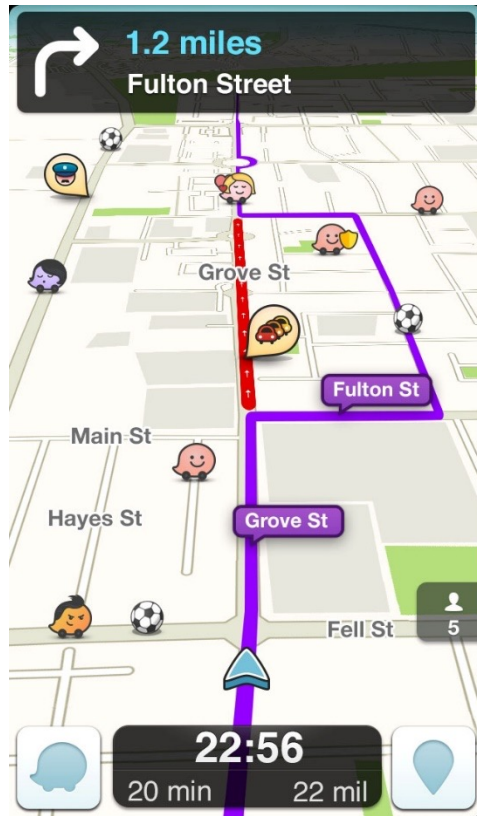 1.2 miles
Fulton Street
Grove St
Fulton St
Main St
Hayes St
Grove St
Fell St
5
22:56
20 min 22 mil